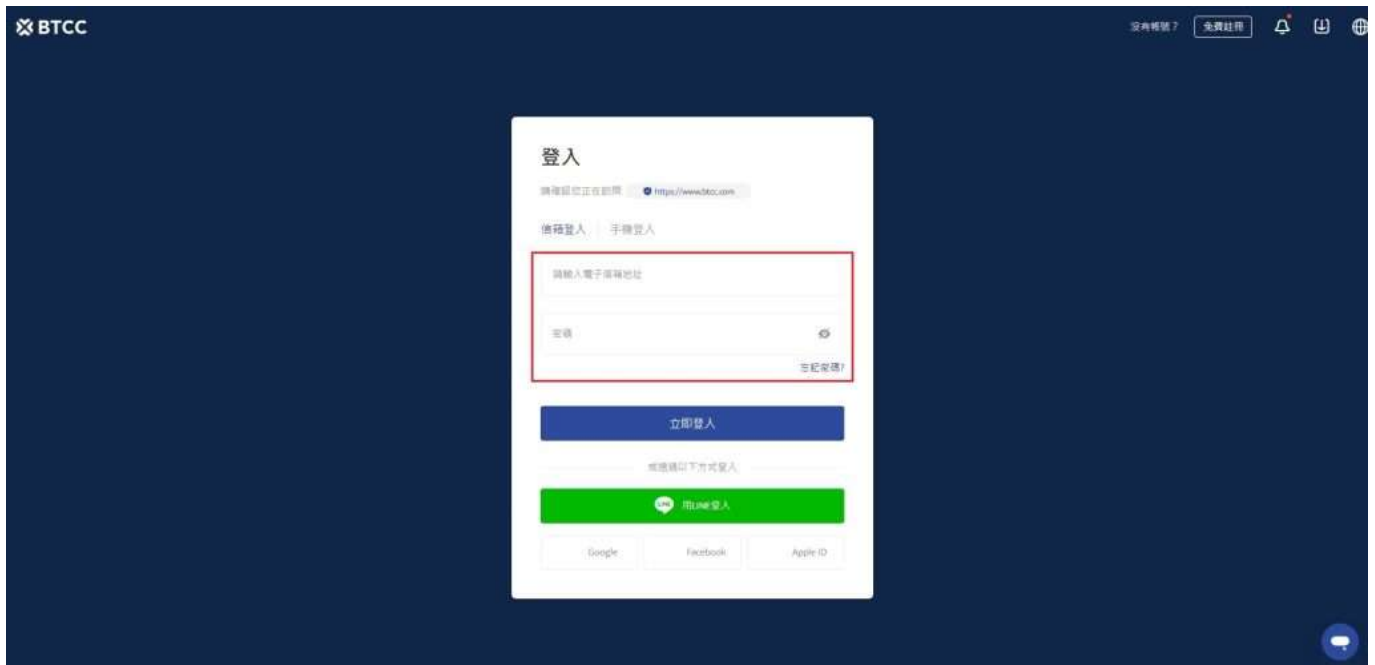 BTCC
沒有帳號？ 免費註冊
登入
請確認您正在訪問 https://www.btcc.com
信箱登入 手機登入
請輸入電子信箱地址
密碼
忘記密碼?
立即登入
或透過以下方式登入
LINE 用LINE登入
Google Facebook Apple ID